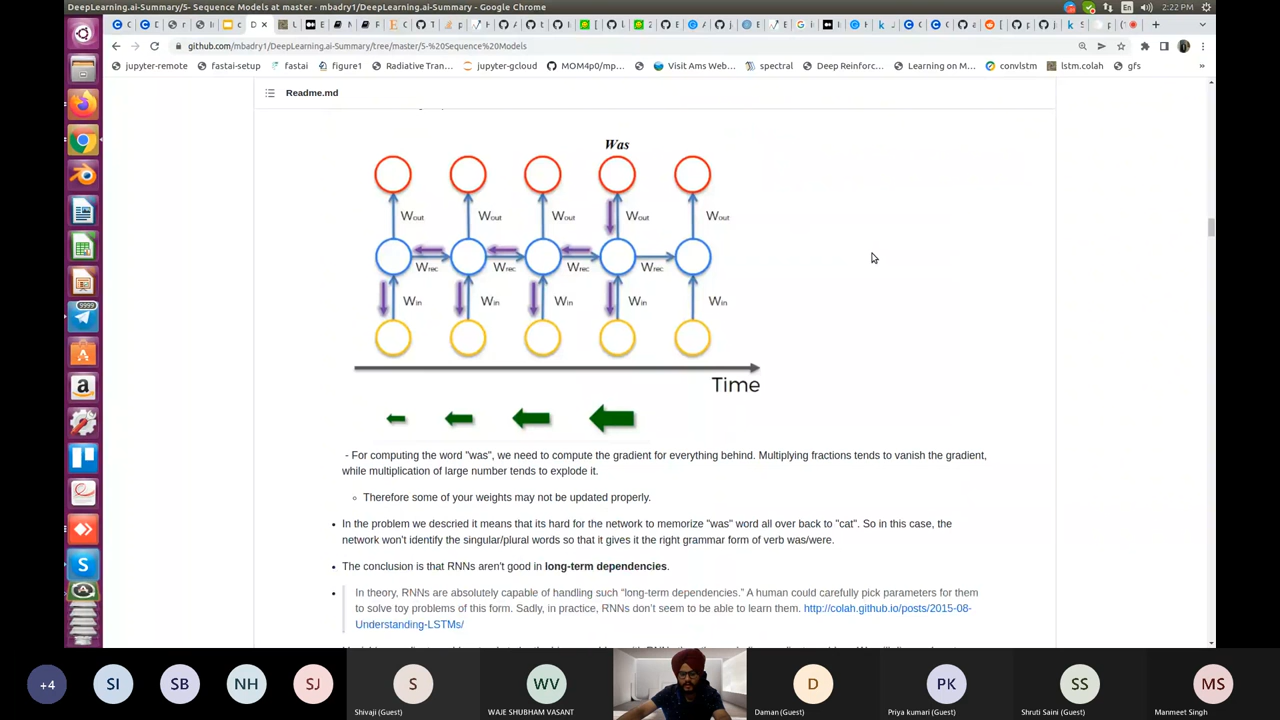 DeepLearning.ai-Summary/5- Sequence Models at master · mbadry1/DeepLearning.ai-Summary - Google Chrome
En
2:22 PM
github.com/mbadry1/DeepLearning.ai-Summary/tree/master/5-%20Sequence%20Models
jupyter-remote
fastai-setup
fastai
figure1
Radiative Tran...
jupyter-gcloud
MOM4p0/mp...
Visit Ams Web...
spectral
Deep Reinforc...
Learning on M...
convlstm
lstm.colah
gfs
»
Readme.md
Was
Wout Wout Wout Wout Wout
Wrec Wrec Wrec Wrec
Win Win Win Win Win
Time
- For computing the word "was", we need to compute the gradient for everything behind. Multiplying fractions tends to vanish the gradient,
while multiplication of large number tends to explode it.
Therefore some of your weights may not be updated properly.
In the problem we descried it means that its hard for the network to memorize "was" word all over back to "cat". So in this case, the
network won't identify the singular/plural words so that it gives it the right grammar form of verb was/were.
The conclusion is that RNNs aren't good in long-term dependencies.
In theory, RNNs are absolutely capable of handling such "long-term dependencies." A human could carefully pick parameters for them
to solve toy problems of this form. Sadly, in practice, RNNs don't seem to be able to learn them. http://colah.github.io/posts/2015-08-
Understanding-LSTMs/
+4
SI
SB
NH
SJ
S
Shivaji (Guest)
WV
WAJE SHUBHAM VASANT
D
Daman (Guest)
PK
Priya kumari (Guest)
SS
Shruti Saini (Guest)
MS
Manmeet Singh